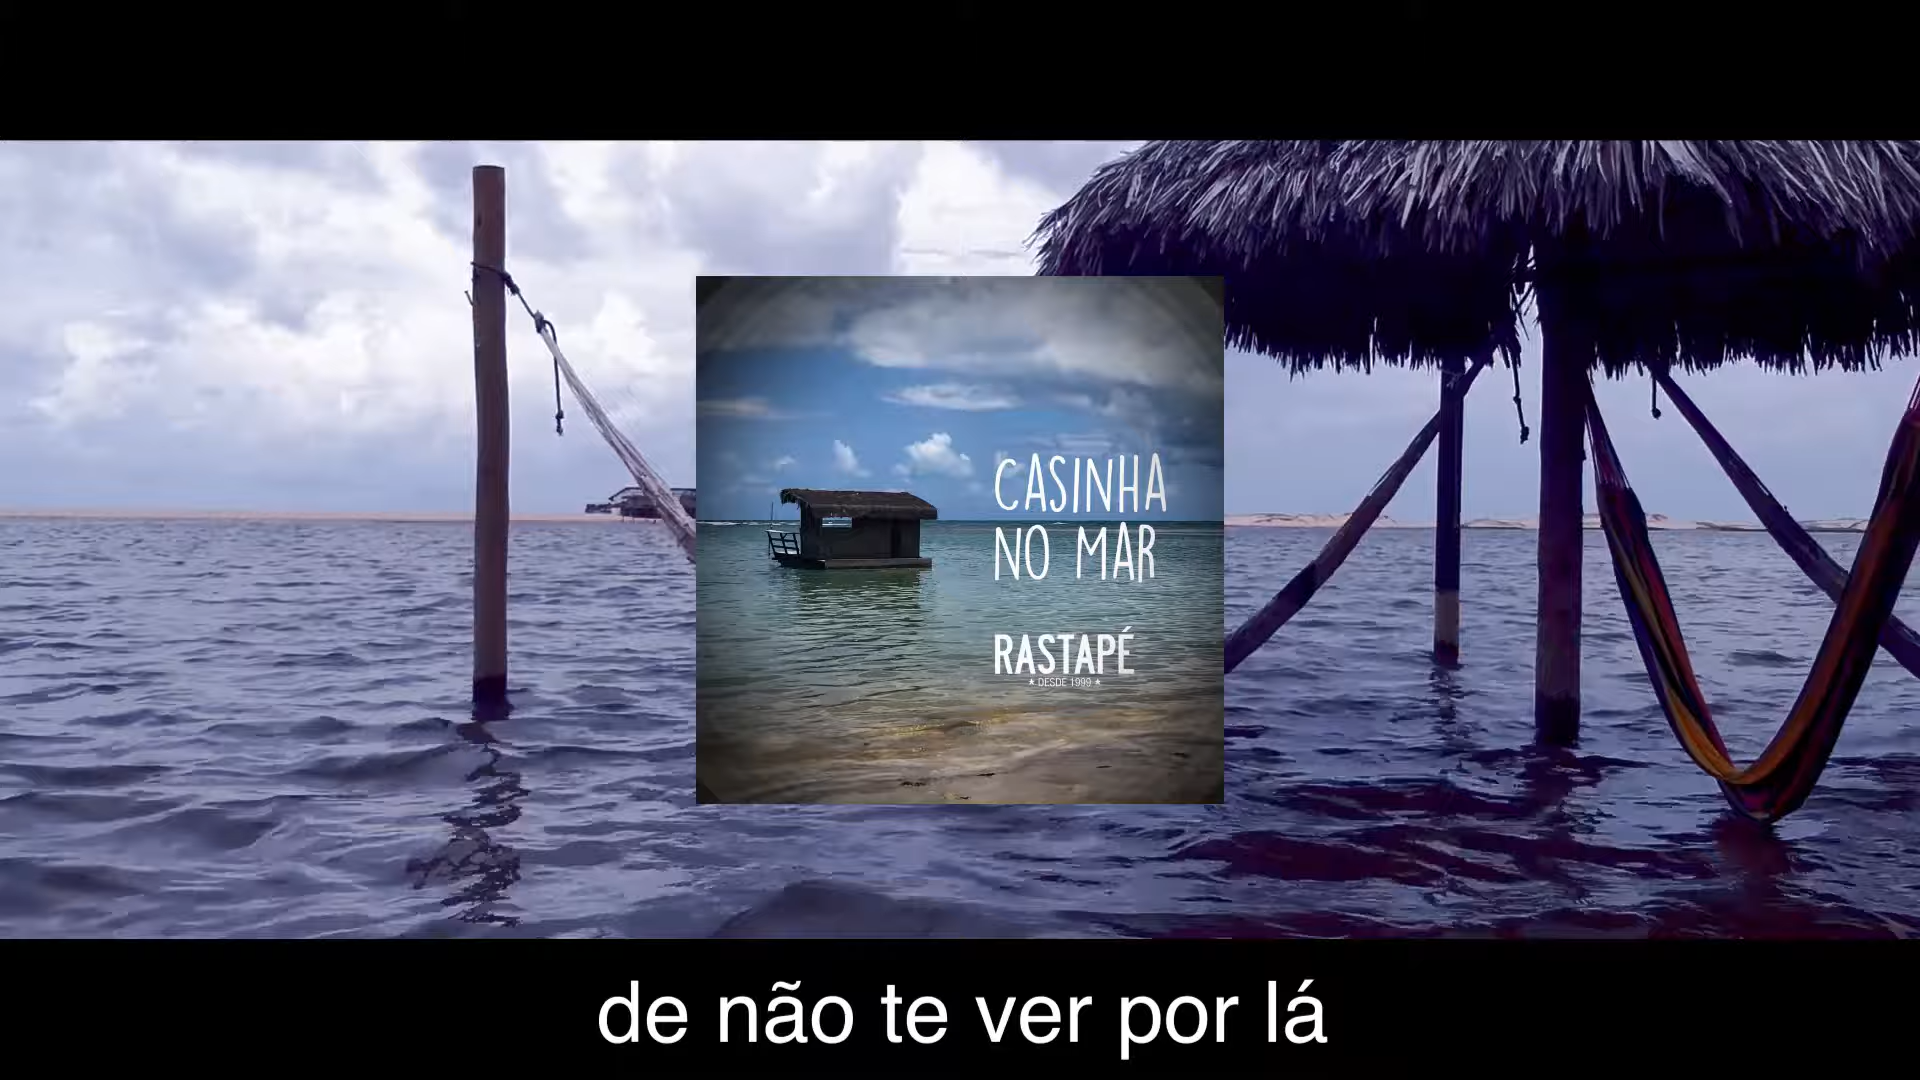 CASINHA
NO MAR
RASTAPÉ
★ DESDE 1999 ★
de não te ver por lá